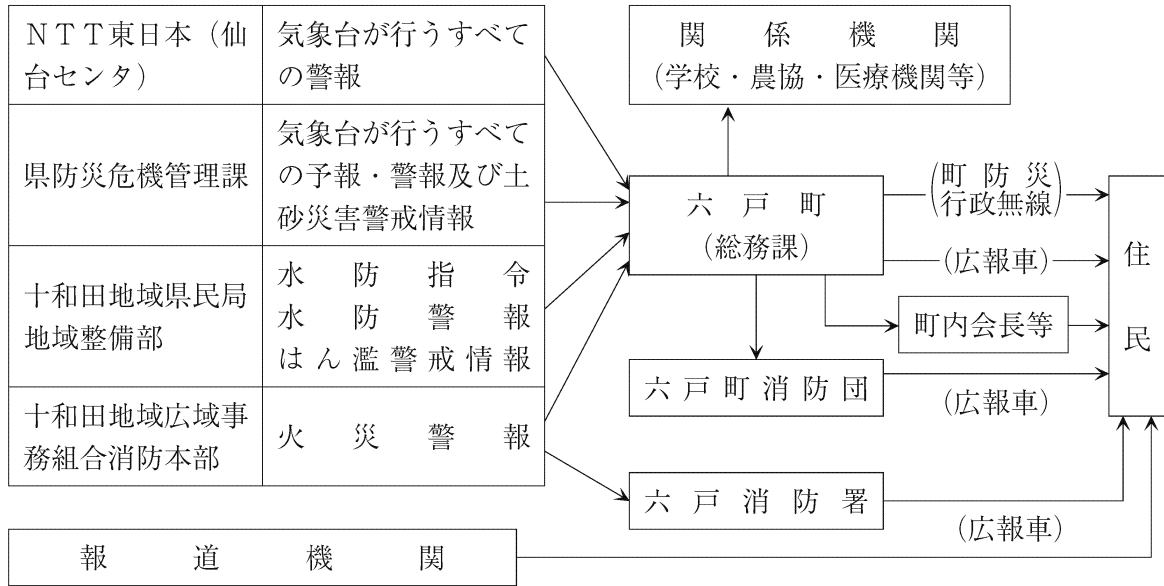 NTT東日本(仙
台センタ)
気象台が行うすべて
の警報
県防災危機管理課
気象台が行うすべて
の予報・警報及び土
砂災害警戒情報
十和田地域県民局
地域整備部
水防指令
水防警報
はん濫警戒情報
十和田地域広域事
務組合消防本部
火災警報
報道機関
関係機関
(学校・農協・医療機関等)
六戸町
(総務課)
(町防災
行政無線)
(広報車)
町内会長等
六戸町消防団
(広報車)
六戸消防署
(広報車)
住
民